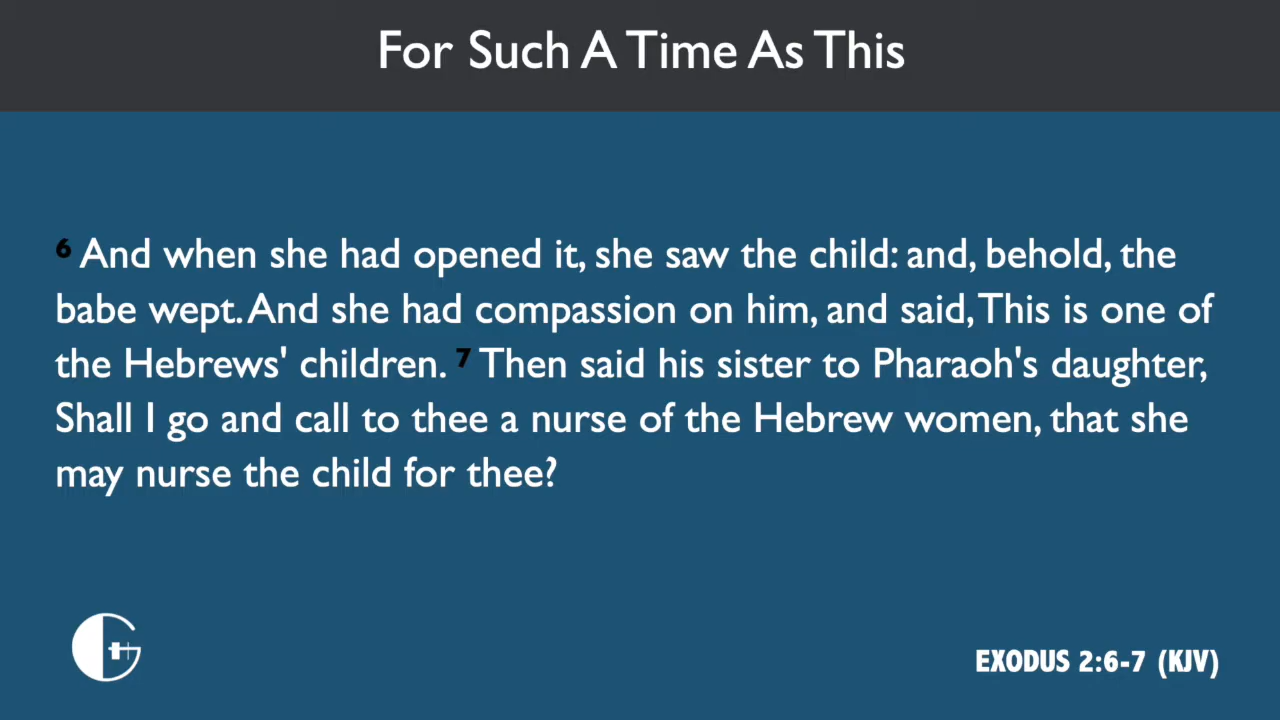 For Such A Time As This
6 And when she had opened it, she saw the child: and, behold, the
babe wept. And she had compassion on him, and said, This is one of
the Hebrews' children. 7 Then said his sister to Pharaoh's daughter,
Shall I go and call to thee a nurse of the Hebrew women, that she
may nurse the child for thee?
EXODUS 2:6-7 (KJV)